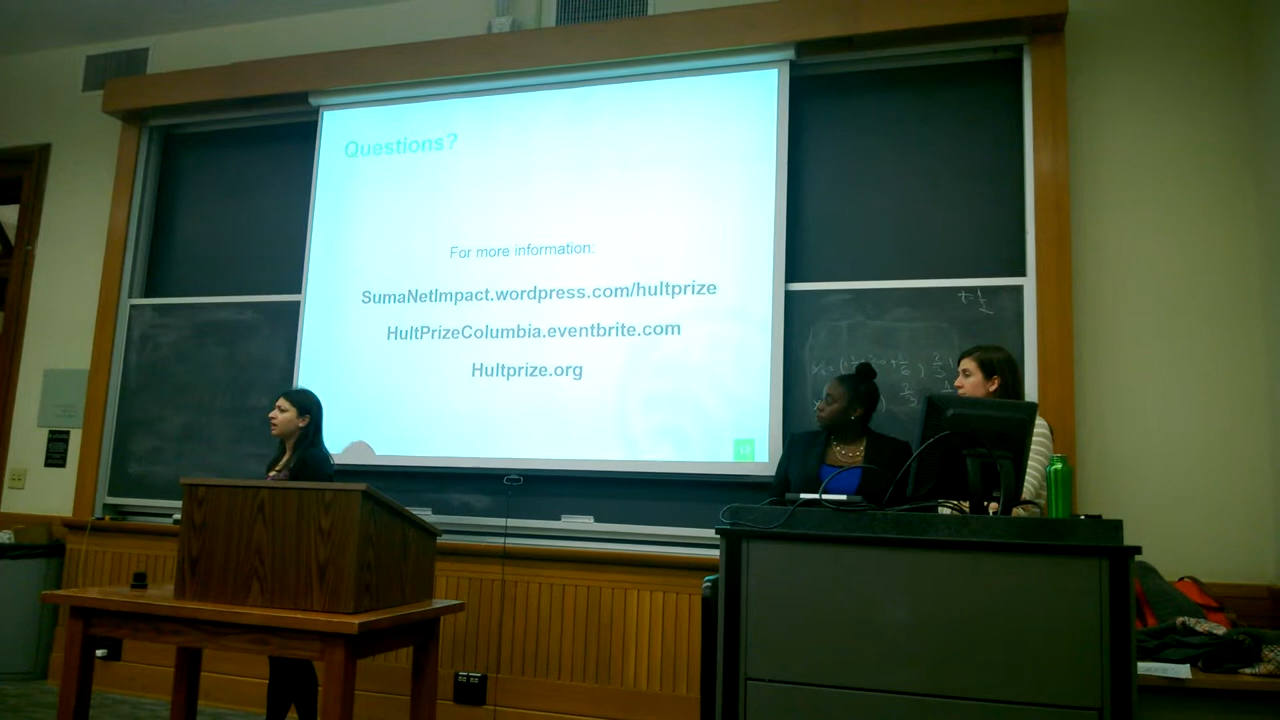 Questions?
For more information:
SumaNetImpact.wordpress.com/hultprize
HultPrizeColumbia.eventbrite.com
Hultprize.org